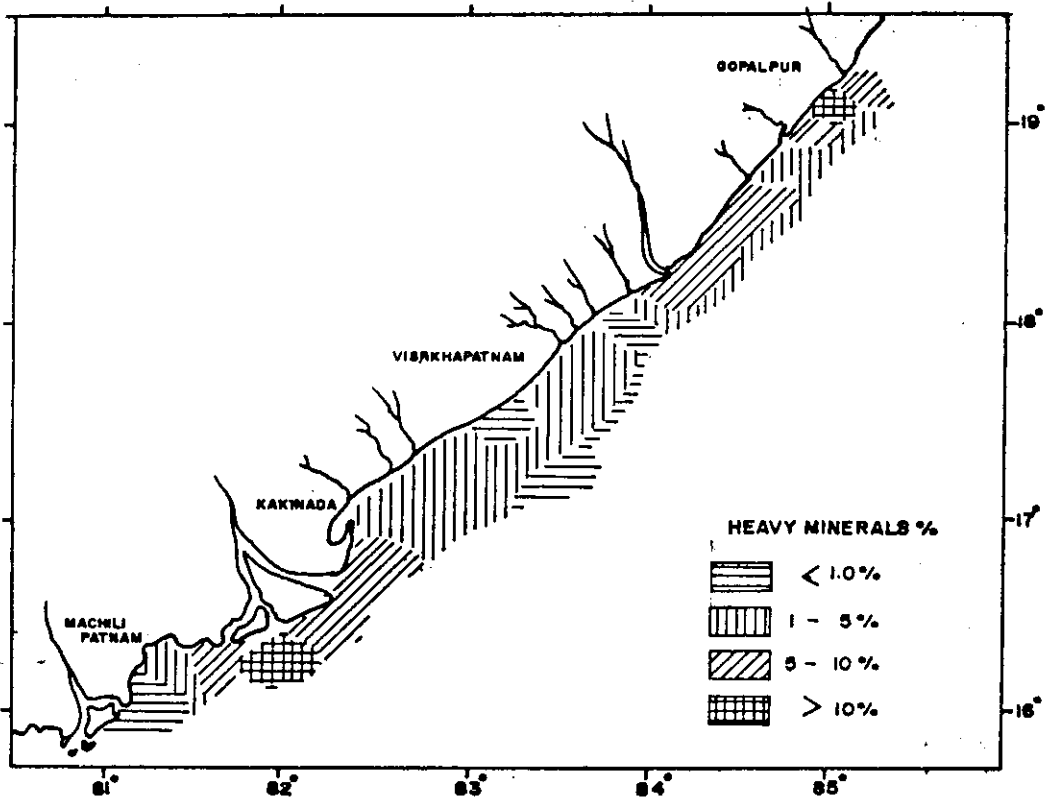 GOPALPUR
19°
18°
VISAKHAPATNAM
KAKINADA
17°
HEAVY MINERALS %
< 1.0%
1 - 5%
MACHILI
PATNAM
5 - 10%
> 10%
16°
81°
82°
83°
84°
85°